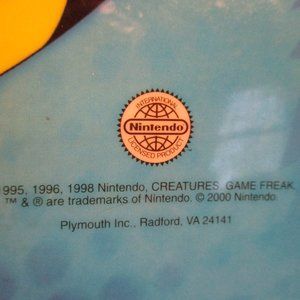 INTERNATIONAL
Nintendo
LICENSED PRODUCT
1995, 1996, 1998 Nintendo, CREATURES, GAME FREAK,
™ & ® are trademarks of Nintendo. © 2000 Nintendo
Plymouth Inc., Radford, VA 24141